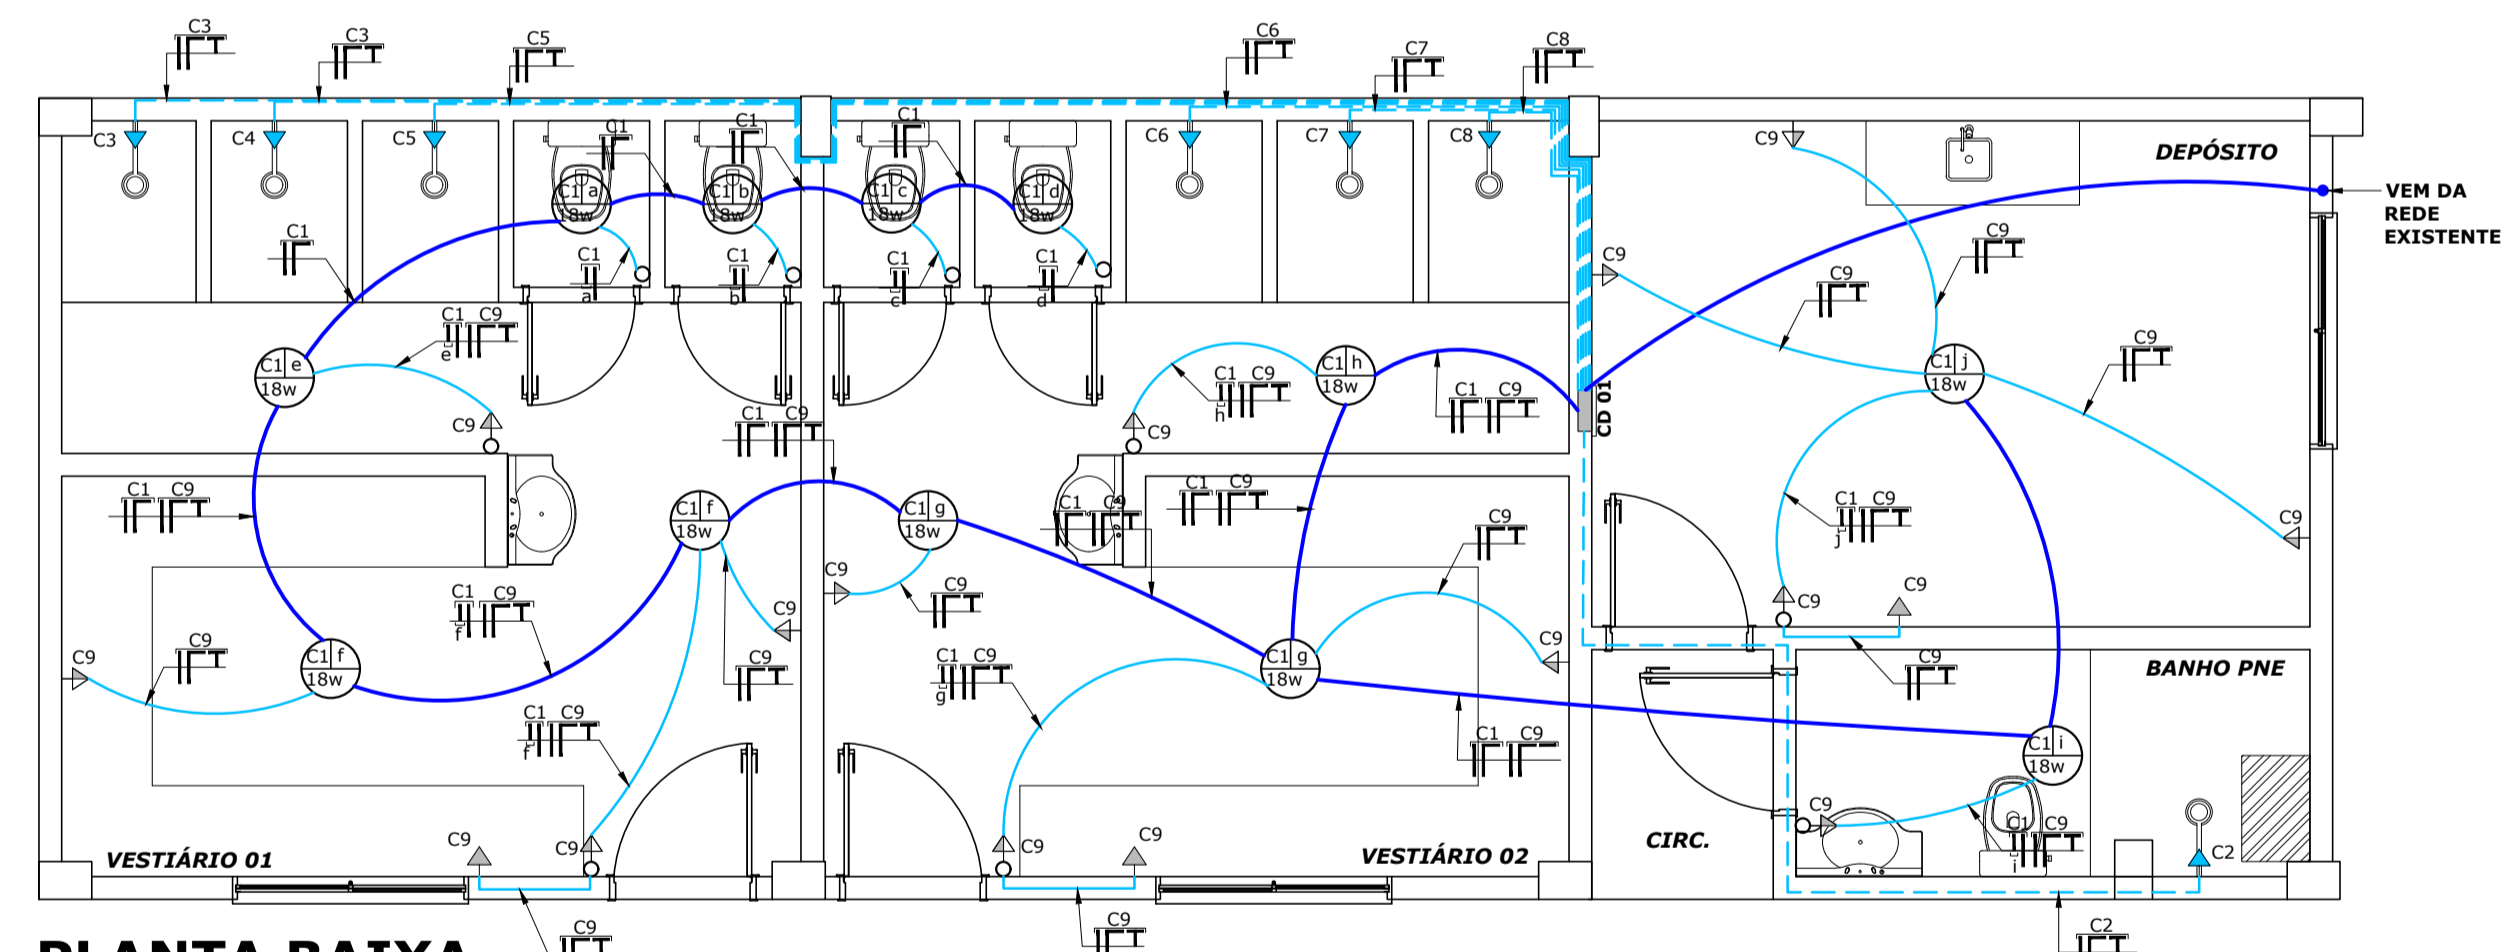 C3
C3
C5
C6
C7
C8
C3
C4
C5
C1
C1
C1
C6
C7
C8
C9
DEPÓSITO
VEM DA
REDE
EXISTENTE
C1 a
18w
C1 b
18w
C1 c
18w
C1 d
18w
C1
C1
a
C1
b
C1
c
C1
d
C9
C9
C9
C1 C9
e
C9
C1 e
18w
C9
C1 h
18w
C1 C9
h
C1 C9
C9
CD 01
C1 j
18w
C1 C9
C1 C9
C1 f
18w
C1 g
18w
C1 C9
C1 C9
C9
C1 C9
j
C9
C9
C9
C9
C1 C9
f
C9
C9
C9
C9
C9
C9
C1 f
18w
C9
C1 C9
g
C1 g
18w
C9
BANHO PNE
C1 C9
f
C1 C9
C1 i
18w
C9
C9
C9
C9
C9
C1 C9
i
C2
VESTIÁRIO 01
VESTIÁRIO 02
CIRC.
C9
C9
C2
PLANTA BAIXA